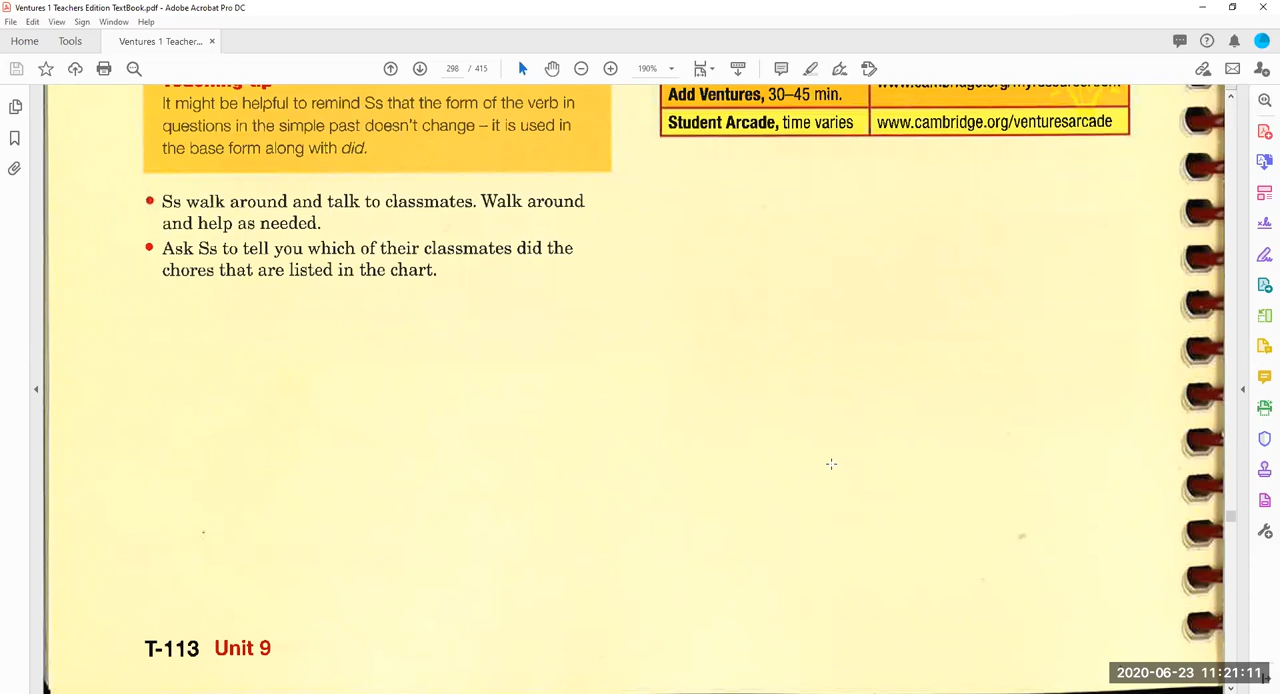 Ventures 1 Teachers Edition TextBook.pdf - Adobe Acrobat Pro DC
File Edit View Sign Window Help
Home Tools Ventures 1 Teacher... ×
298 / 415 190%
It might be helpful to remind Ss that the form of the verb in
questions in the simple past doesn't change – it is used in
the base form along with did.
• Ss walk around and talk to classmates. Walk around
and help as needed.
• Ask Ss to tell you which of their classmates did the
chores that are listed in the chart.
Add Ventures, 30–45 min.
Student Arcade, time varies www.cambridge.org/venturesarcade
T-113 Unit 9
2020-06-23 11:21:11